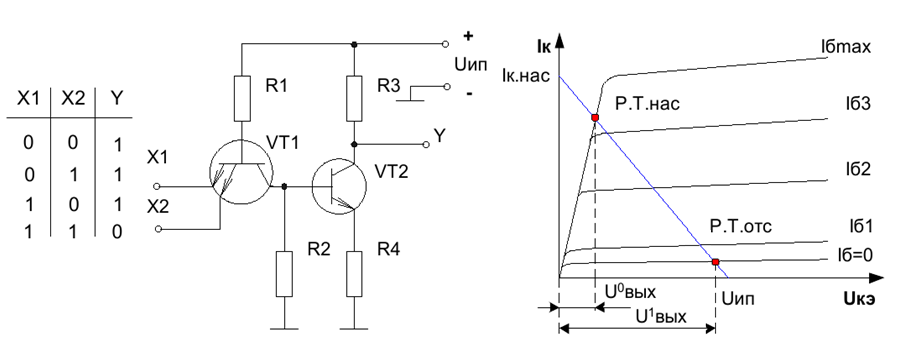 X1 X2 Y
0 0 1
0 1 1
1 0 1
1 1 0
+
Uип
-
R1
R3
Y
X1
VT1
X2
VT2
R2
R4
Iк
Iк.нас
Iбmax
Р.Т.нас
Iб3
Iб2
Р.Т.отс
Iб1
Iб=0
U⁰вых
Uип
Uкэ
U¹вых